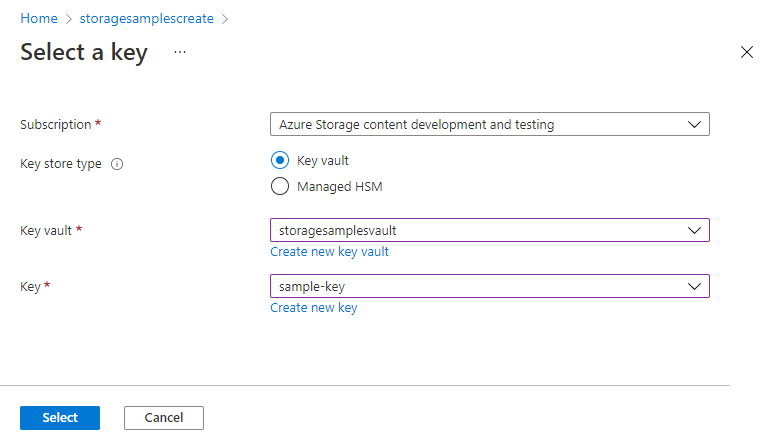 Home > storagesamplescreate >
Select a key ...
Subscription *
Azure Storage content development and testing
Key store type
Key vault
Managed HSM
Key vault *
storagesamplesvault
Create new key vault
Key *
sample-key
Create new key
Select
Cancel